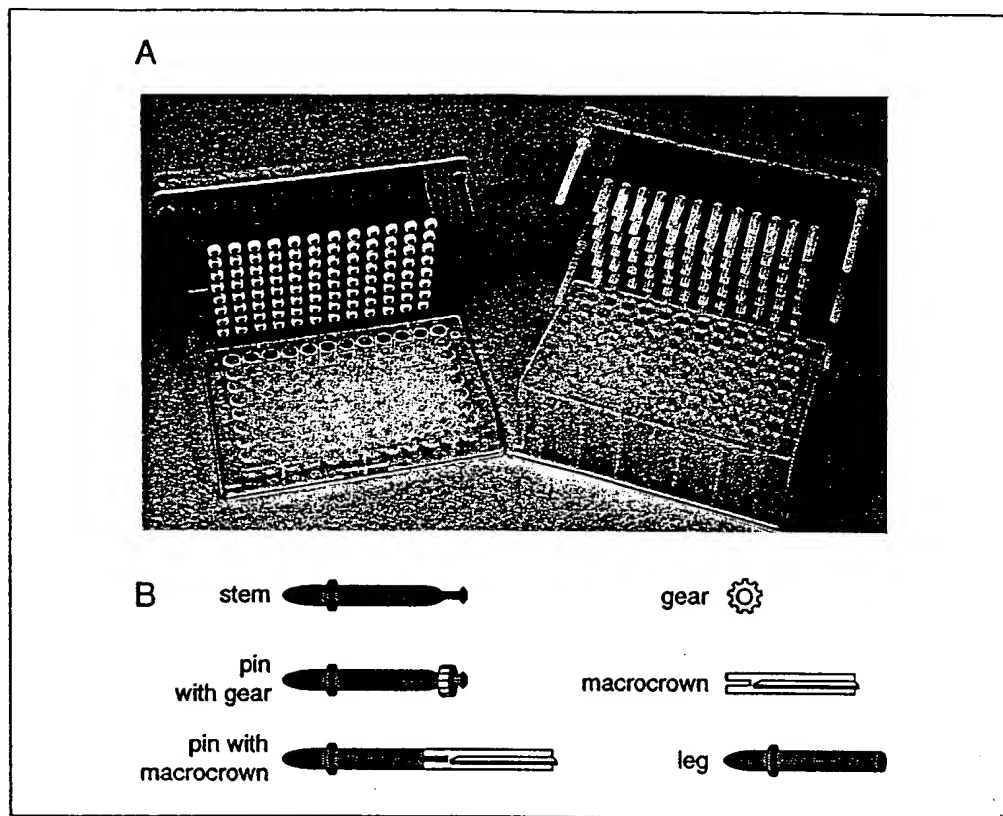 A
B
stem
gear
pin
with gear
macrocrown
pin with
macrocrown
leg